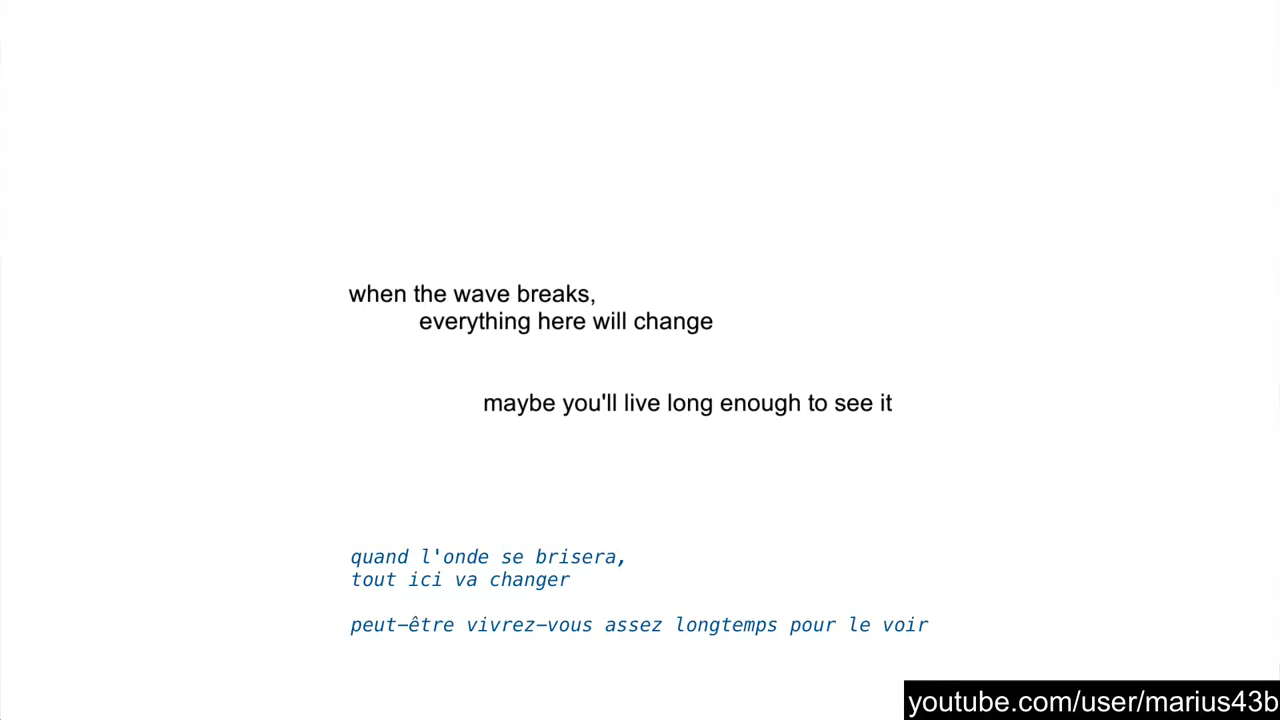 when the wave breaks,
everything here will change
maybe you'll live long enough to see it
quand l'onde se brisera,
tout ici va changer
peut-être vivrez-vous assez longtemps pour le voir
youtube.com/user/marius43b